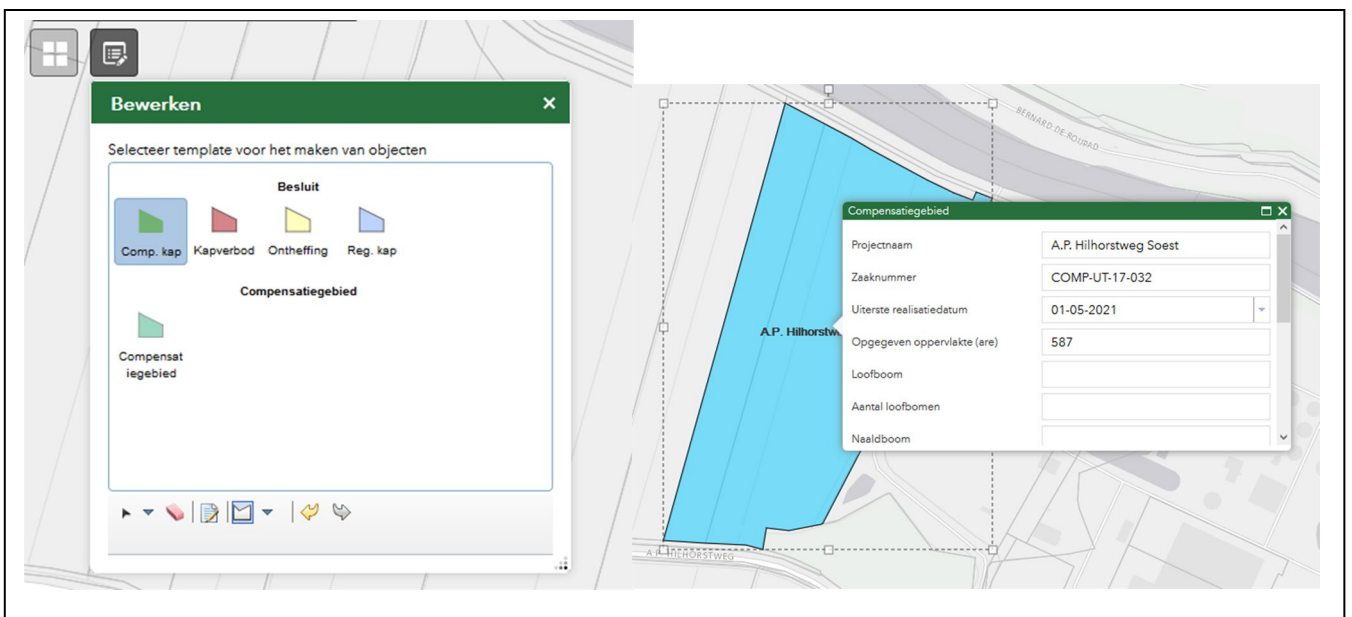 Bewerken
Selecteer template voor het maken van objecten
Besluit
Comp. kap Kapverbod Ontheffing Reg. kap
Compensatiegebied
Compensat
iegebied
BERNARD DE ROUPAD
Compensatiegebied
Projectnaam A.P. Hilhorstweg Soest
Zaaknummer COMP-UT-17-032
Uiterste realisatiedatum 01-05-2021
Opgegeven oppervlakte (are) 587
Loofboom
Aantal loofbomen
Naaldboom
A.P. Hilhorstw
A.P. HILHORSTWEG